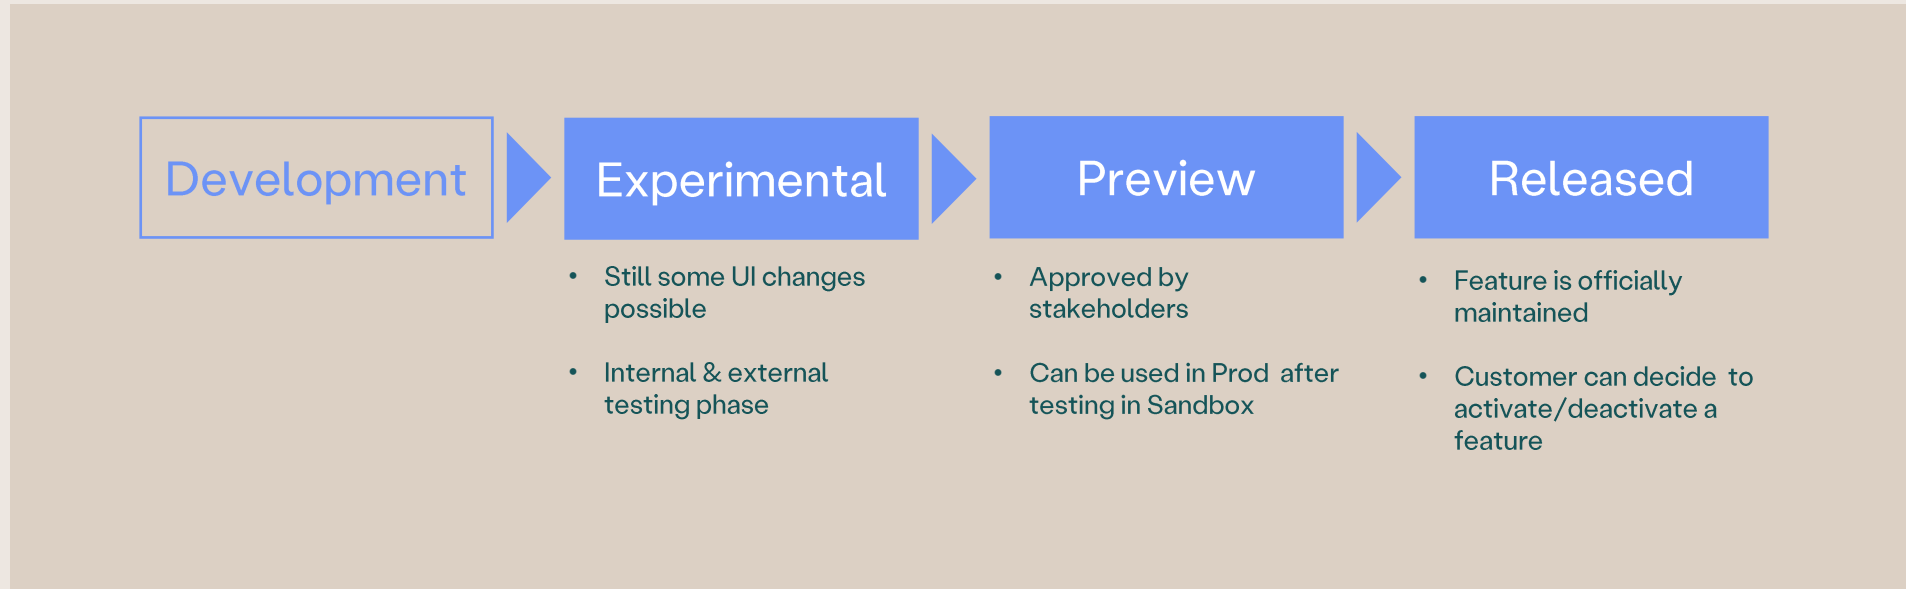 Development
Experimental
Preview
Released
• Still some UI changes
possible
• Internal & external
testing phase
• Approved by
stakeholders
• Can be used in Prod  after
testing in Sandbox
• Feature is officially
maintained
• Customer can decide  to
activate/deactivate a
feature